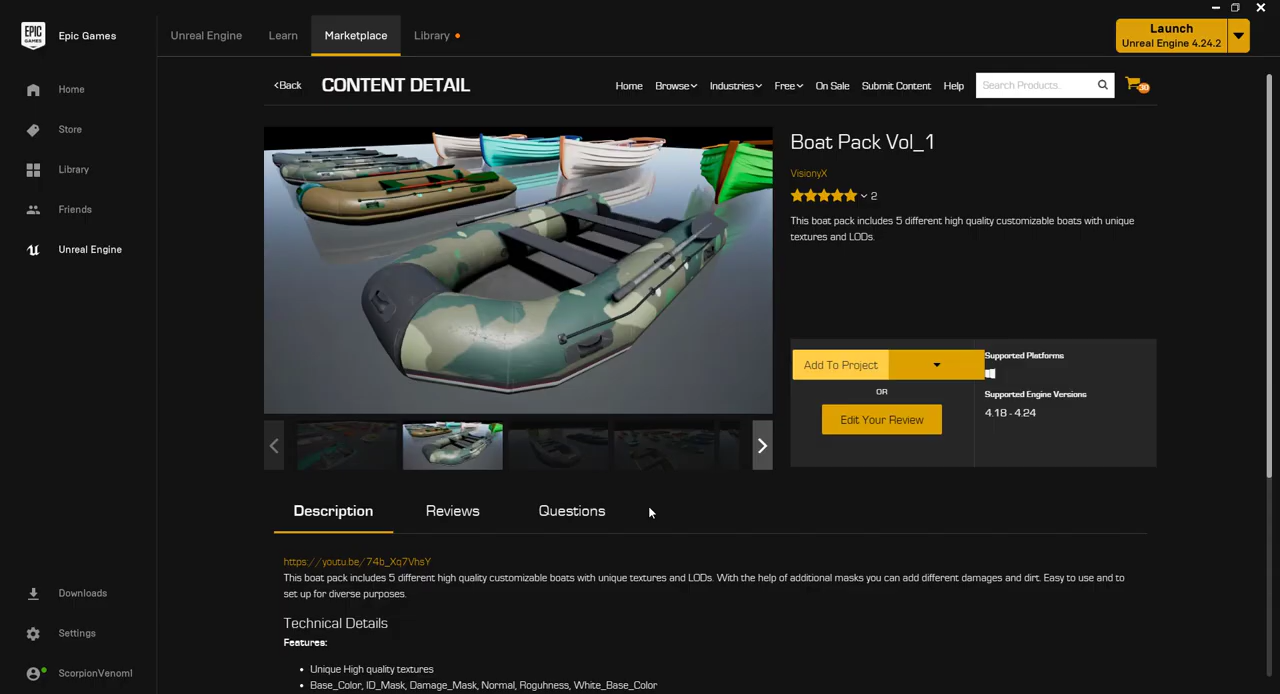 EPIC GAMES
Epic Games
Unreal Engine
Learn
Marketplace
Library
Launch
Unreal Engine 4.24.2
Home
Store
Library
Friends
Unreal Engine
Downloads
Settings
ScorpionVenom1
<Back
CONTENT DETAIL
Home
Browse
Industries
Free
On Sale
Submit Content
Help
Search Products...
30
Boat Pack Vol_1
VisionyX
2
This boat pack includes 5 different high quality customizable boats with unique
textures and LODs.
Add To Project
OR
Edit Your Review
Supported Platforms
Supported Engine Versions
4.18 - 4.24
Description
Reviews
Questions
https://youtu.be/74b_Xq7VhsY
This boat pack includes 5 different high quality customizable boats with unique textures and LODs. With the help of additional masks you can add different damages and dirt. Easy to use and to
set up for diverse purposes.
Technical Details
Features:
• Unique High quality textures
• Base_Color, ID_Mask, Damage_Mask, Normal, Roguhness, White_Base_Color